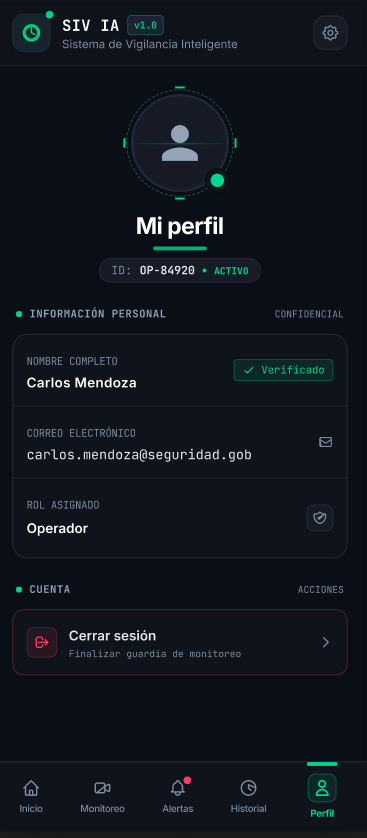 SIV IA v1.0
Sistema de Vigilancia Inteligente
Mi perfil
ID: OP-84920 • ACTIVO
INFORMACIÓN PERSONAL CONFIDENCIAL
NOMBRE COMPLETO
Carlos Mendoza
Verificado
CORREO ELECTRÓNICO
carlos.mendoza@seguridad.gob
ROL ASIGNADO
Operador
CUENTA ACCIONES
Cerrar sesión
Finalizar guardia de monitoreo
Inicio Monitoreo Alertas Historial Perfil